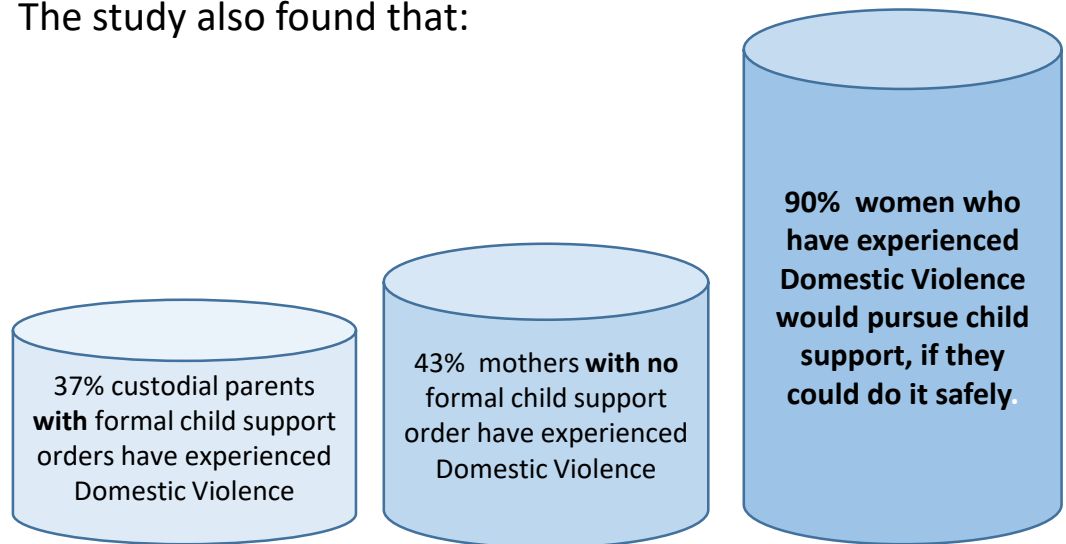 The study also found that:
37% custodial parents
with formal child support
orders have experienced
Domestic Violence
43% mothers with no
formal child support
order have experienced
Domestic Violence
90% women who
have experienced
Domestic Violence
would pursue child
support, if they
could do it safely.